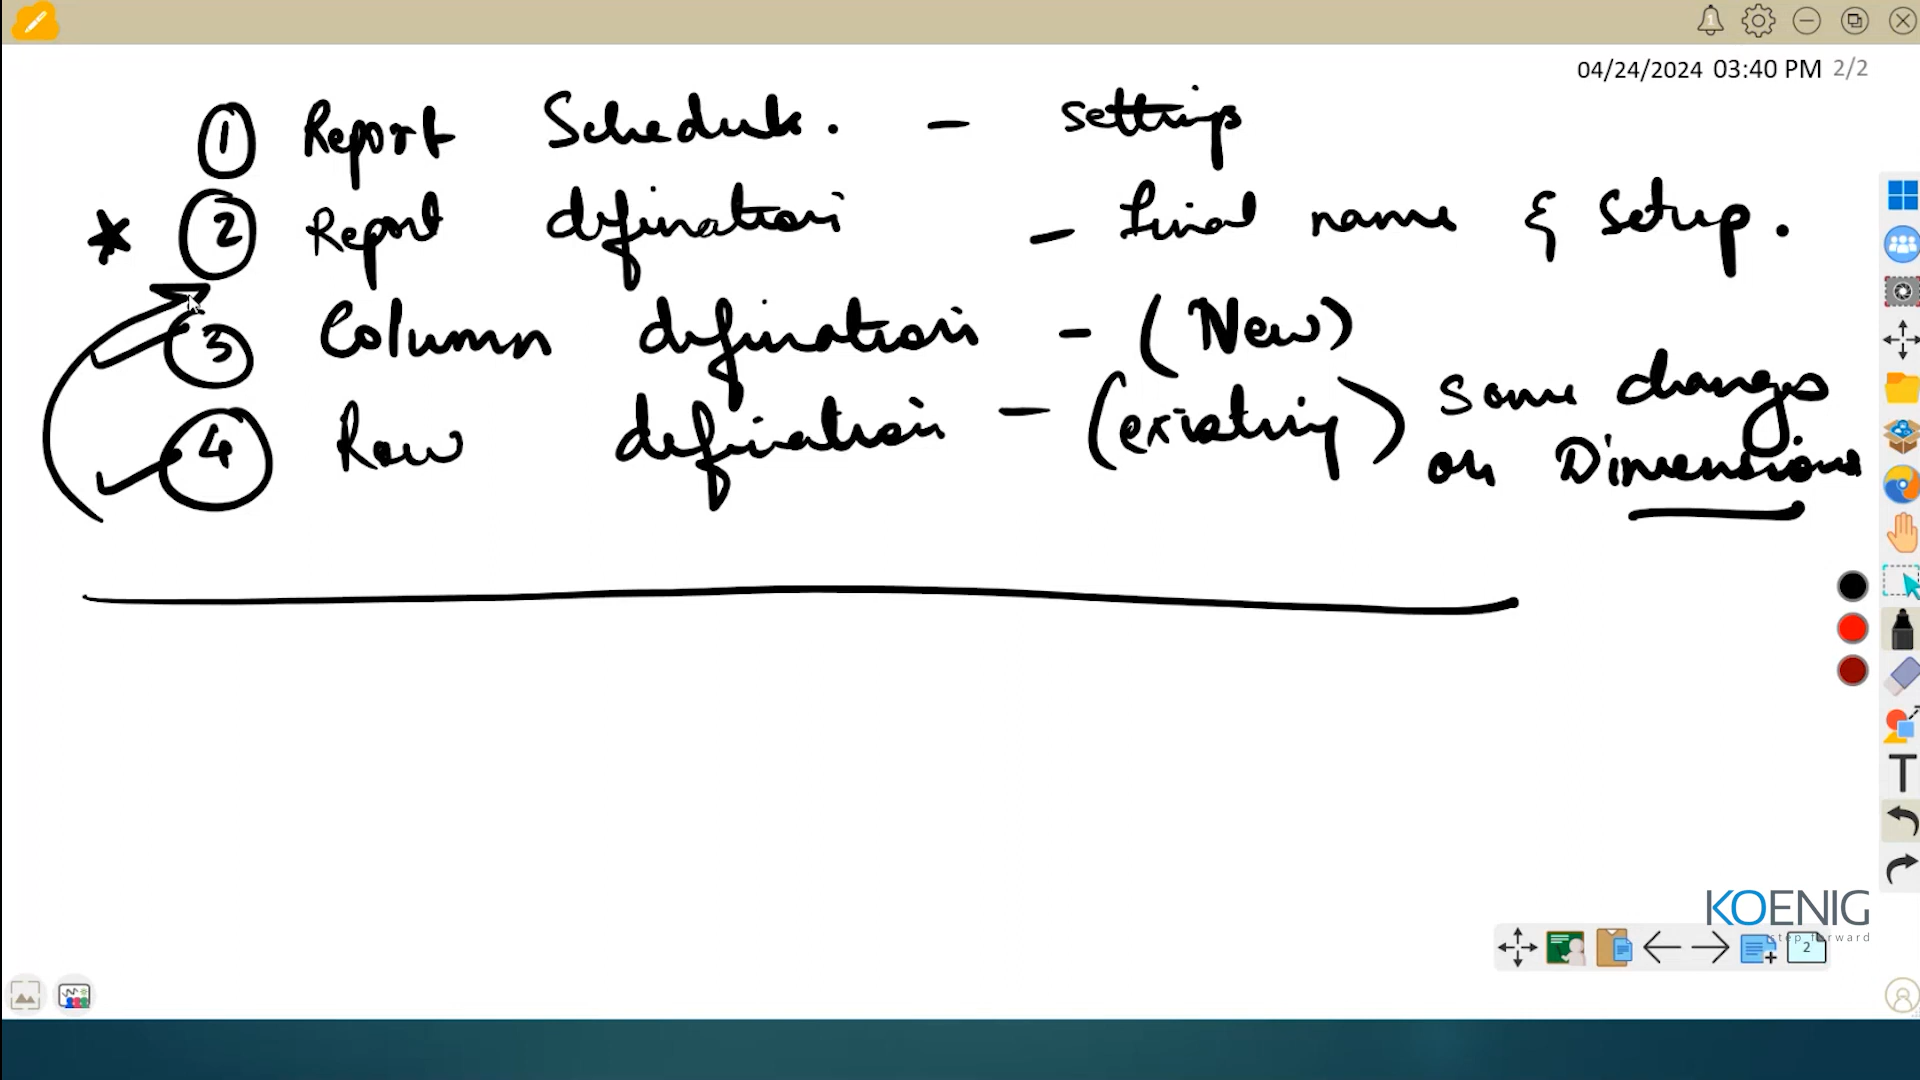 04/24/2024 03:40 PM 2/2
① Report Schedule. - settings
* ② Report defination - Final name & Setup.
③ Column defination - (New)
④ Row defination - (existing) Some changes
on Dimensions
T
KOENIG
step forward
2